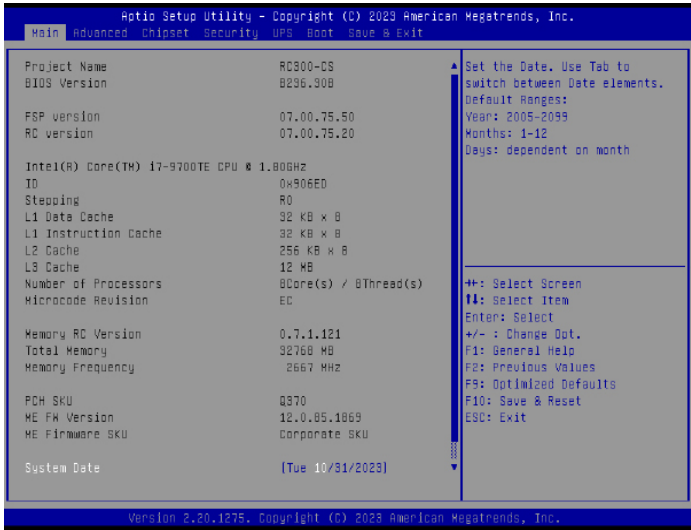 Aptio Setup Utility - Copyright (C) 2023 American Megatrends, Inc.
Main Advanced Chipset Security UPS Boot Save & Exit
Project Name RC300-CS
BIOS Version B236.30B
FSP version 07.00.75.50
RC version 07.00.75.20
Intel(R) Core(TM) i7-9700TE CPU @ 1.80GHz
ID 0x906ED
Stepping R0
L1 Data Cache 32 KB x 8
L1 Instruction Cache 32 KB x 8
L2 Cache 256 KB x 8
L3 Cache 12 MB
Number of Processors 8Core(s) / 8Thread(s)
Microcode Revision EC
Memory RC Version 0.7.1.121
Total Memory 32768 MB
Memory Frequency 2667 MHz
PCH SKU Q370
ME FW Version 12.0.85.1869
ME Firmware SKU Corporate SKU
System Date [Tue 10/31/2023]
Set the Date. Use Tab to
switch between Date elements.
Default Ranges:
Year: 2005-2099
Months: 1-12
Days: dependent on month
→←: Select Screen
↑↓: Select Item
Enter: Select
+/- : Change Opt.
F1: General Help
F2: Previous Values
F9: Optimized Defaults
F10: Save & Reset
ESC: Exit
Version 2.20.1275. Copyright (C) 2023 American Megatrends, Inc.